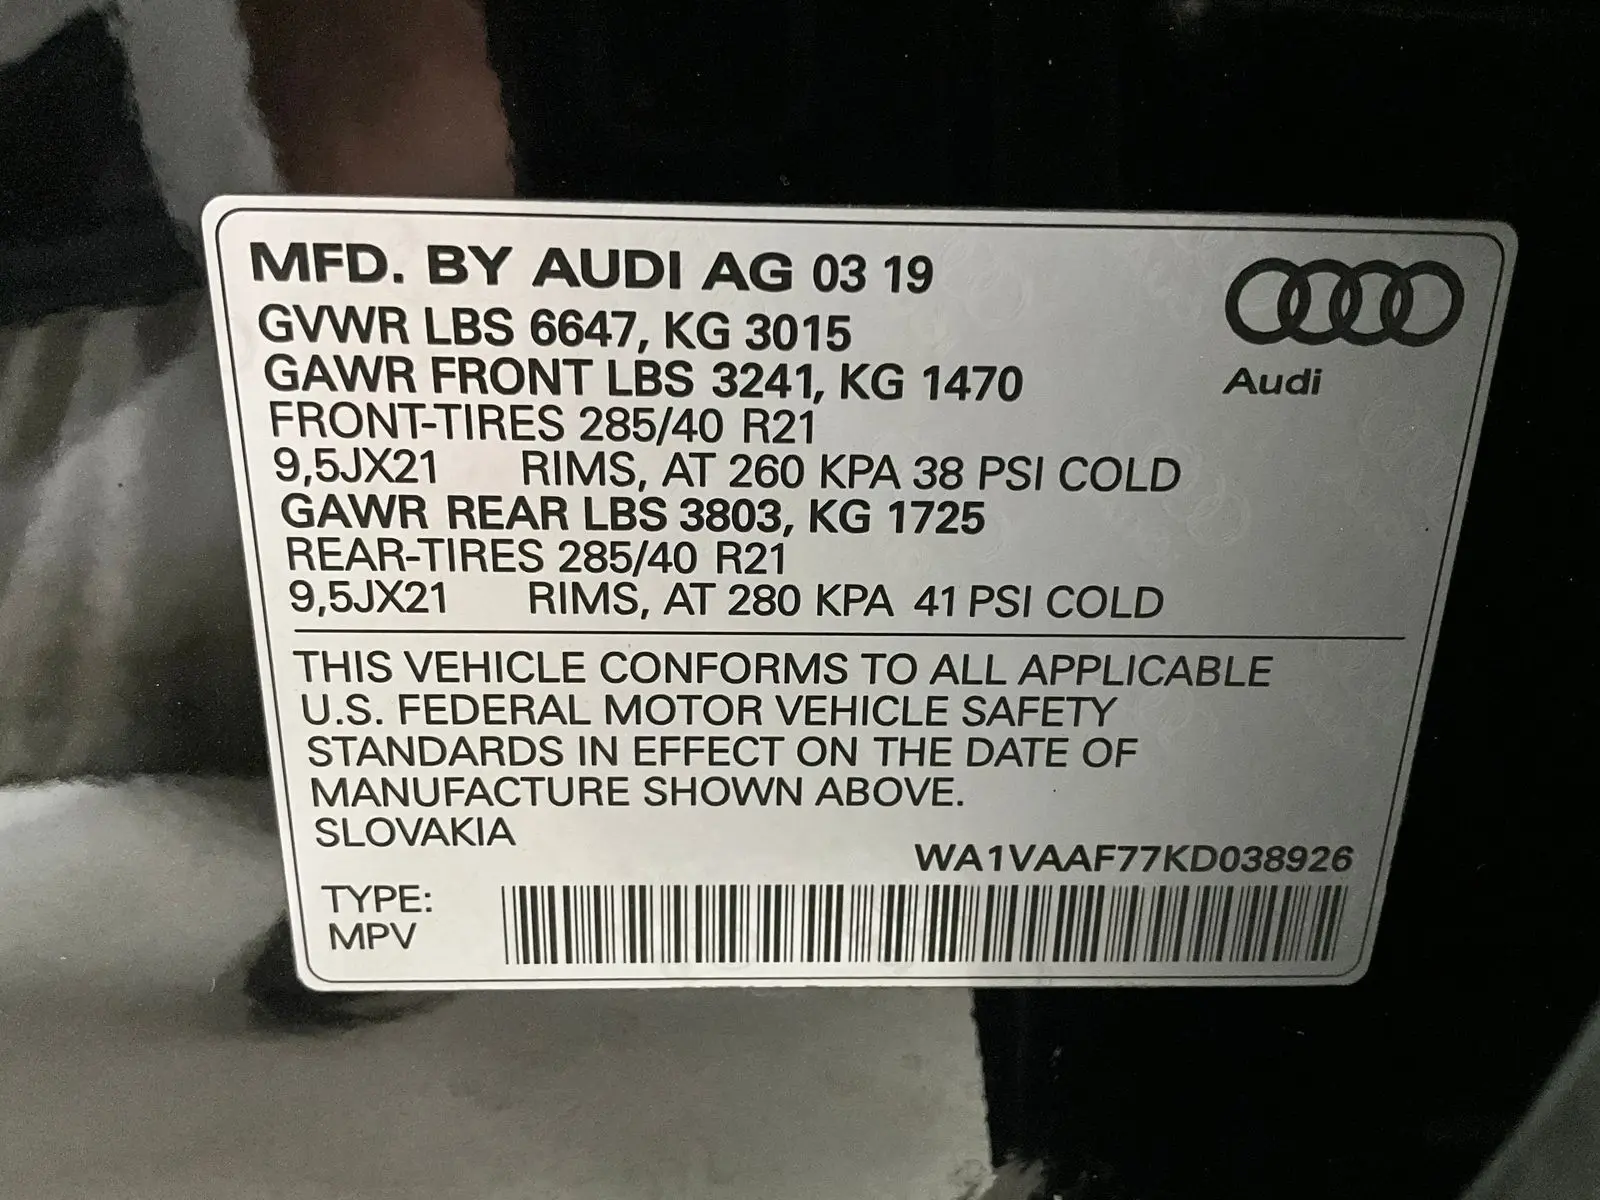 MFD. BY AUDI AG 03 19
GVWR LBS 6647, KG 3015
GAWR FRONT LBS 3241, KG 1470
FRONT-TIRES 285/40 R21
9,5JX21 RIMS, AT 260 KPA 38 PSI COLD
GAWR REAR LBS 3803, KG 1725
REAR-TIRES 285/40 R21
9,5JX21 RIMS, AT 280 KPA 41 PSI COLD
Audi
THIS VEHICLE CONFORMS TO ALL APPLICABLE
U.S. FEDERAL MOTOR VEHICLE SAFETY
STANDARDS IN EFFECT ON THE DATE OF
MANUFACTURE SHOWN ABOVE.
SLOVAKIA
WA1VAAF77KD038926
TYPE:
MPV